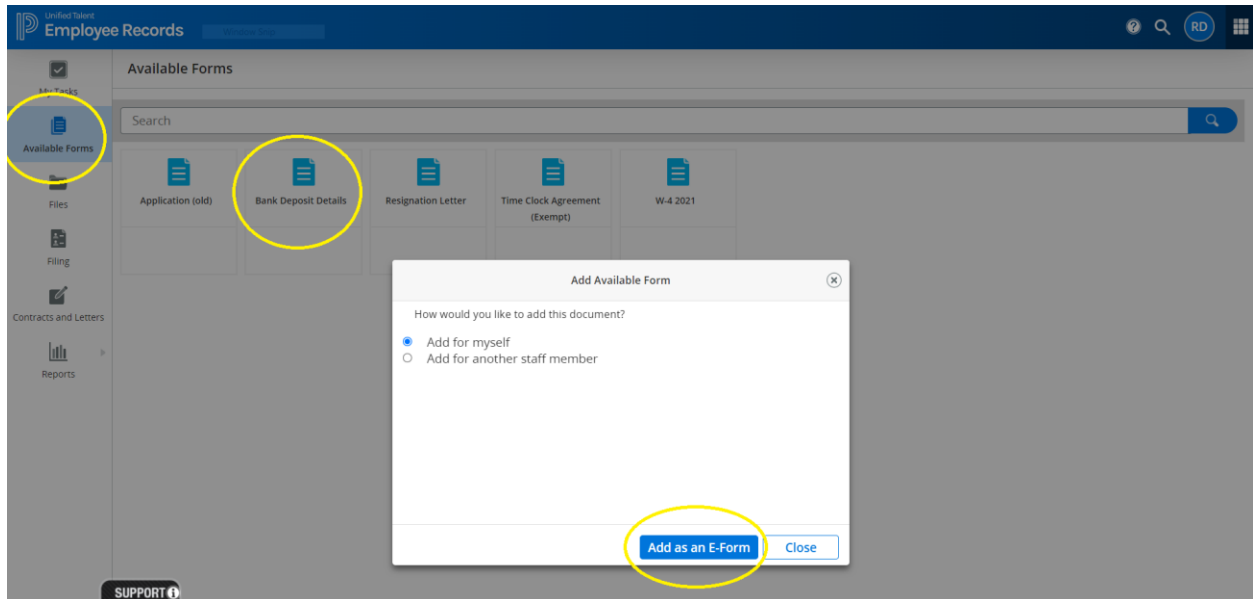 Unified Talent
Employee Records
RD
My Tasks
Available Forms
Files
Filing
Contracts and Letters
Reports
Available Forms
Search
Application (old)
Bank Deposit Details
Resignation Letter
Time Clock Agreement
(Exempt)
W-4 2021
Add Available Form
How would you like to add this document?
Add for myself
Add for another staff member
Add as an E-Form
Close
SUPPORT